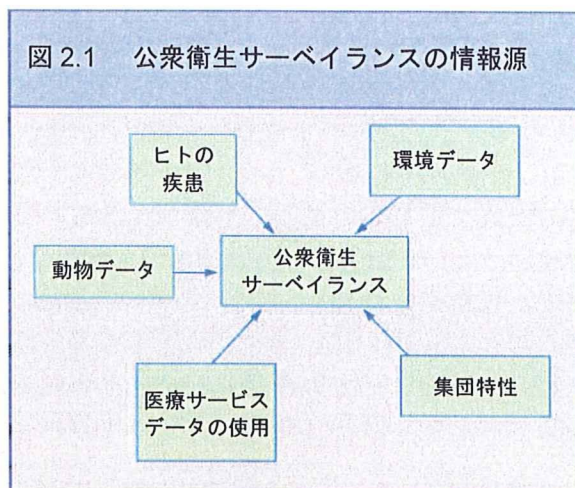 図 2.1 公衆衛生サーベイランスの情報源
ヒトの
疾患
環境データ
動物データ
公衆衛生
サーベイランス
医療サービス
データの使用
集団特性